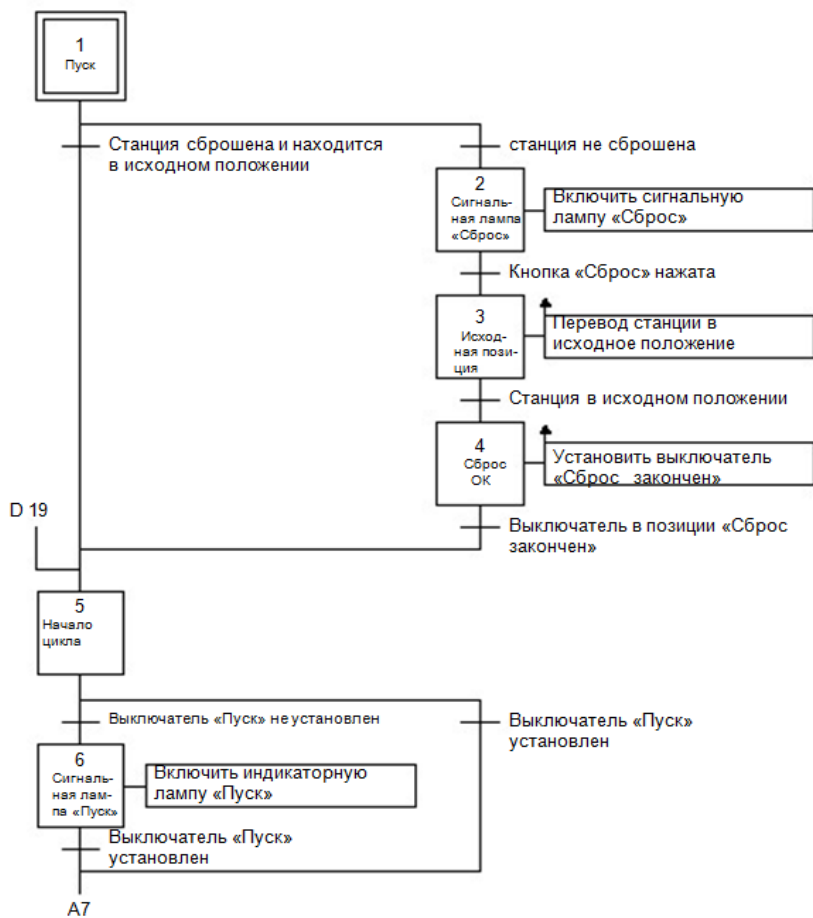 1
Пуск
Станция сброшена и находится
в исходном положении
станция не сброшена
2
Сигналь-
ная лампа
«Сброс»
Включить сигнальную
лампу «Сброс»
Кнопка «Сброс» нажата
3
Исход-
ная пози-
ция
Перевод станции в
исходное положение
Станция в исходном положении
4
Сброс
ОК
Установить выключатель
«Сброс закончен»
D 19
Выключатель в позиции «Сброс
закончен»
5
Начало
цикла
Выключатель «Пуск» не установлен
Выключатель «Пуск»
установлен
6
Сигналь-
ная лам-
па «Пуск»
Включить индикаторную
лампу «Пуск»
Выключатель «Пуск»
установлен
A7